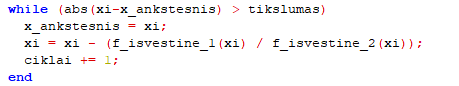 while (abs(xi-x_ankstesnis) > tikslumas)
  x_ankstesnis = xi;
  xi = xi - (f_isvestine_1(xi) / f_isvestine_2(xi));
  ciklai += 1;
end